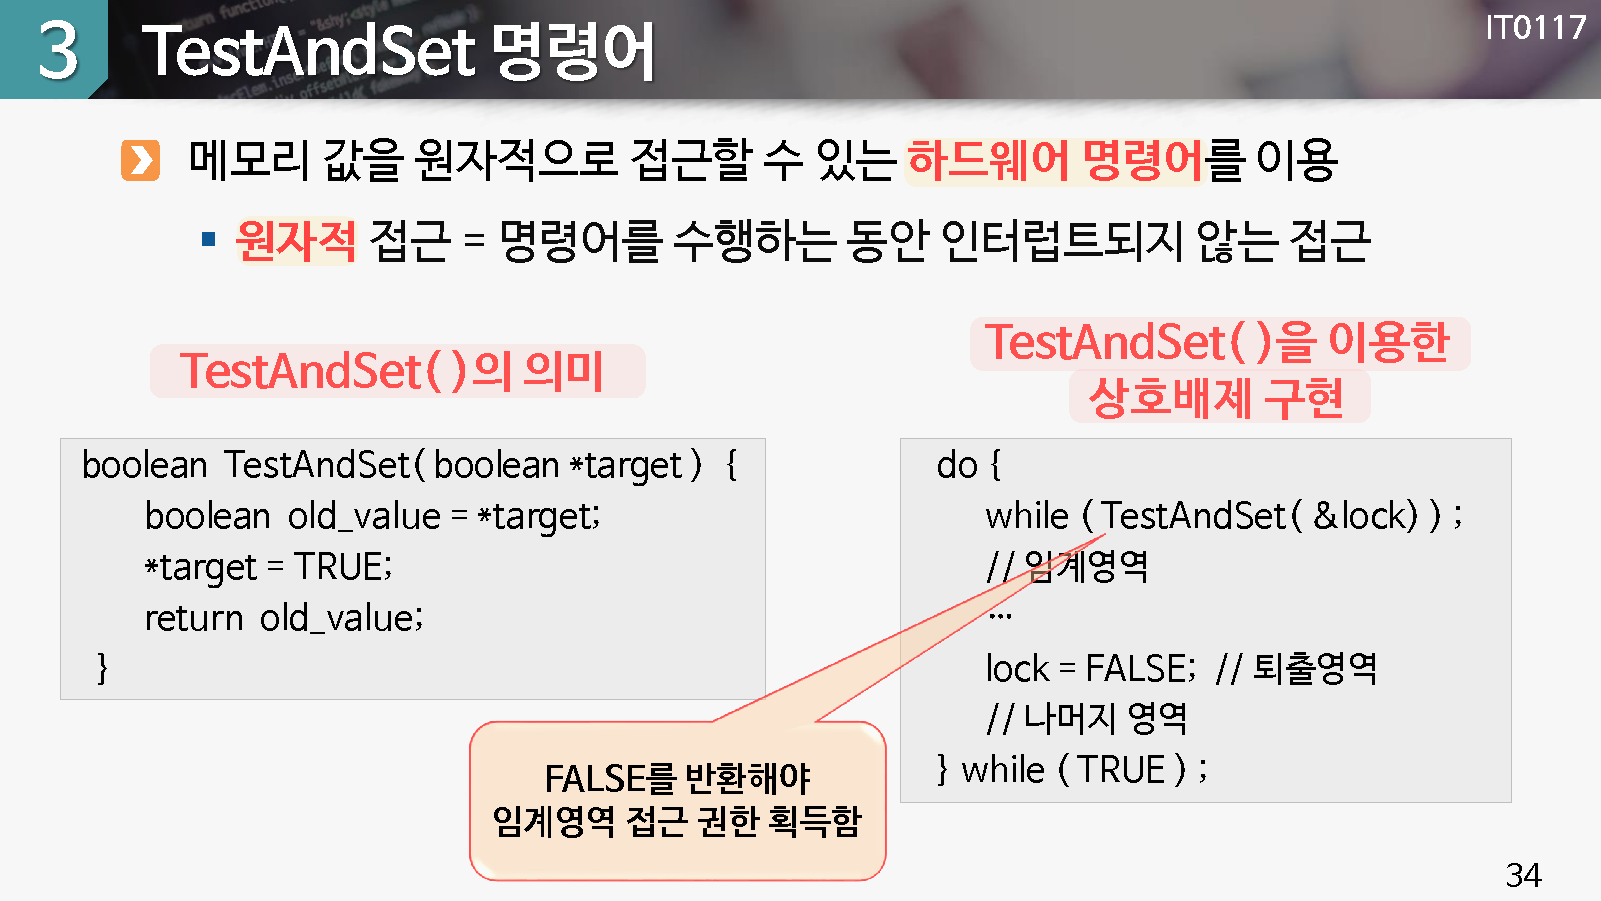 3 TestAndSet 명령어
IT0117
메모리 값을 원자적으로 접근할 수 있는 하드웨어 명령어를 이용
원자적 접근 = 명령어를 수행하는 동안 인터럽트되지 않는 접근
TestAndSet()의 의미
boolean TestAndSet(boolean *target) {
boolean old_value = *target;
*target = TRUE;
return old_value;
}
TestAndSet()을 이용한
상호배제 구현
do {
while (TestAndSet(&lock));
// 임계영역
...
lock = FALSE; // 퇴출영역
// 나머지 영역
} while (TRUE);
FALSE를 반환해야
임계영역 접근 권한 획득함
34